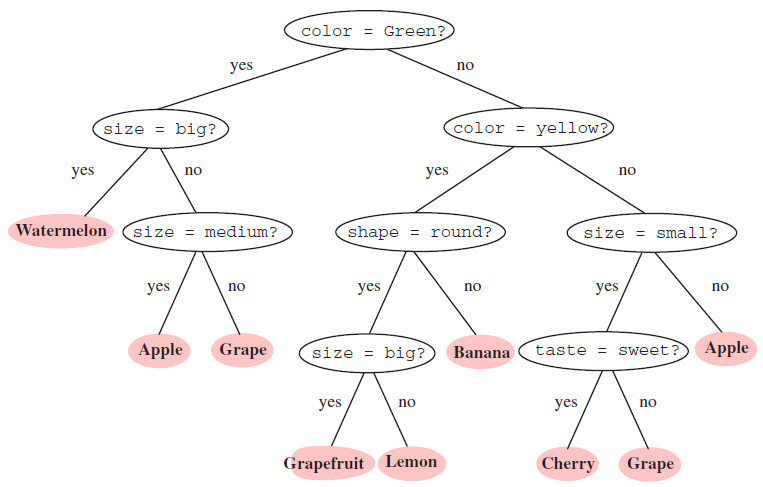 color = Green?
yes
no
size = big?
color = yellow?
yes
no
yes
no
Watermelon
size = medium?
shape = round?
size = small?
yes
no
yes
no
yes
no
Apple
Grape
size = big?
Banana
taste = sweet?
Apple
yes
no
yes
no
Grapefruit
Lemon
Cherry
Grape